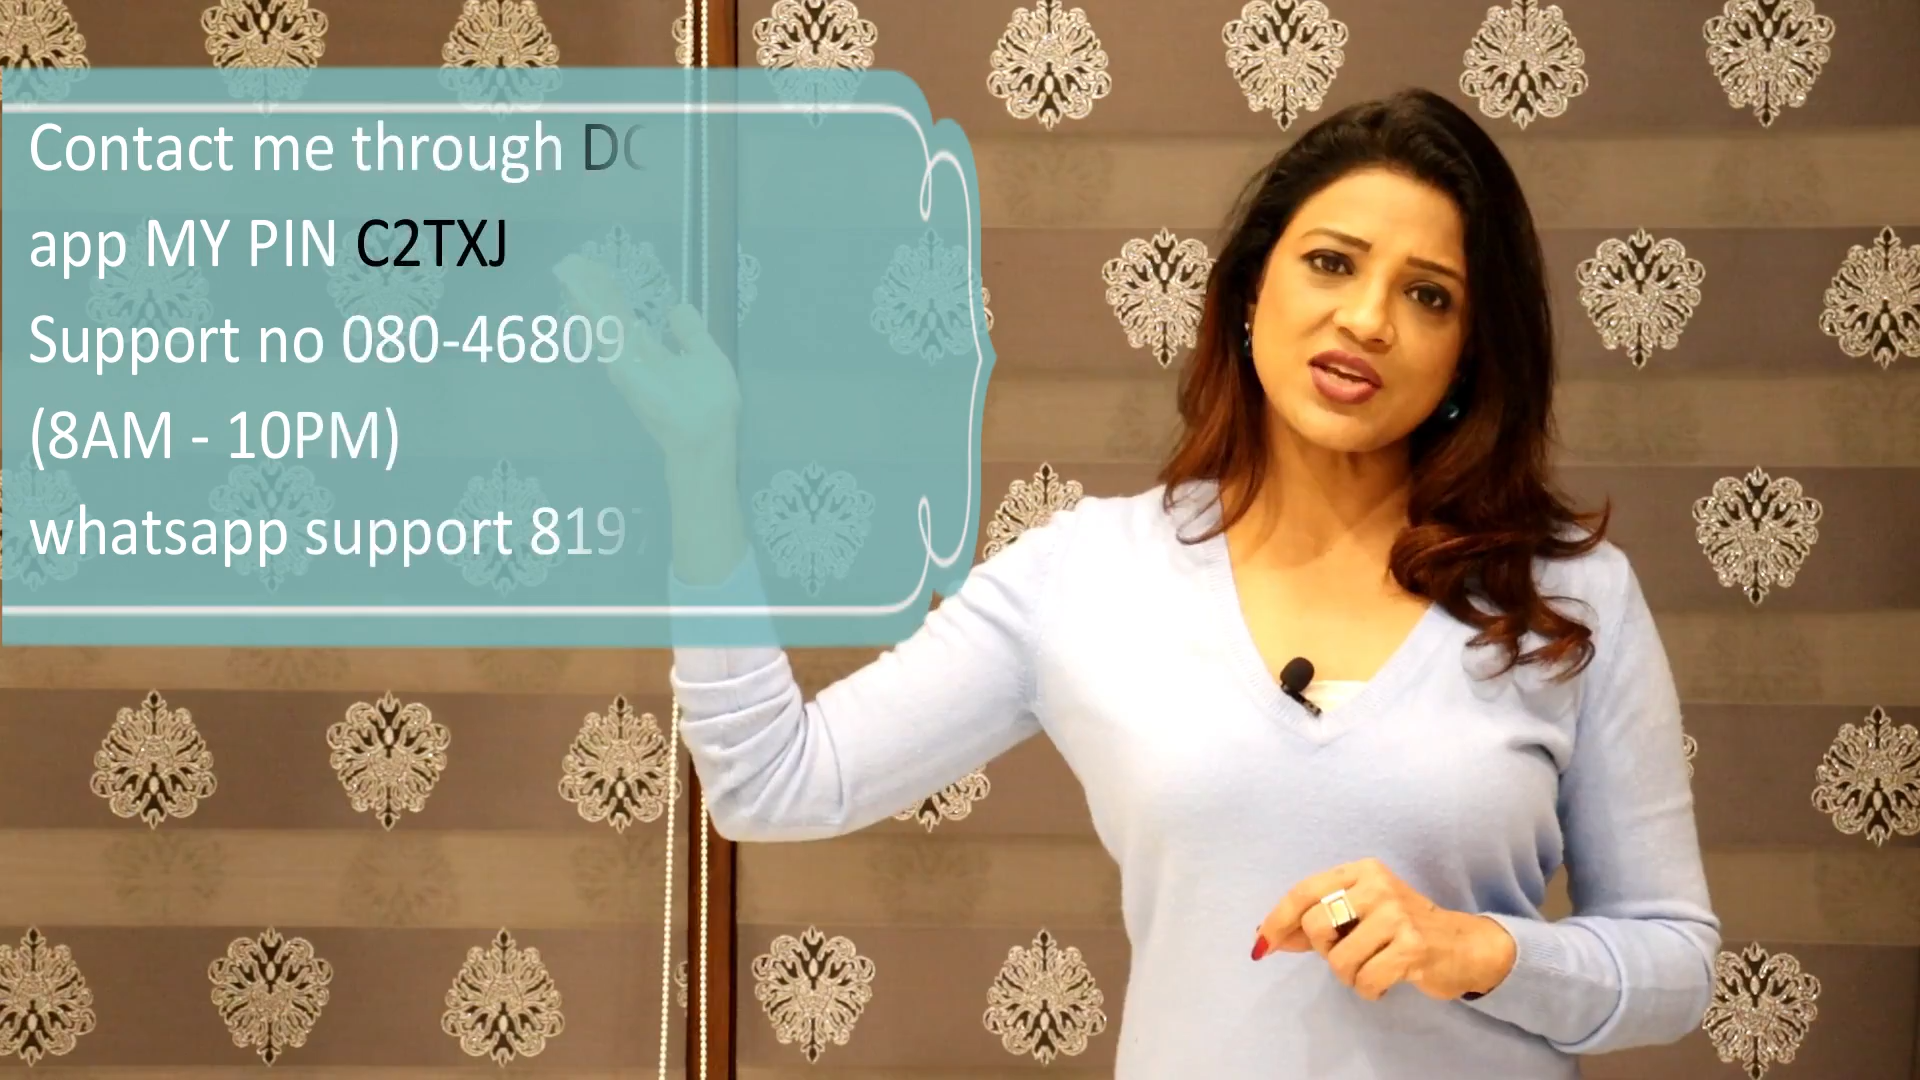 Contact me through
app MY PIN C2TXJ
Support no 080-46809
(8AM - 10PM)
whatsapp support 819